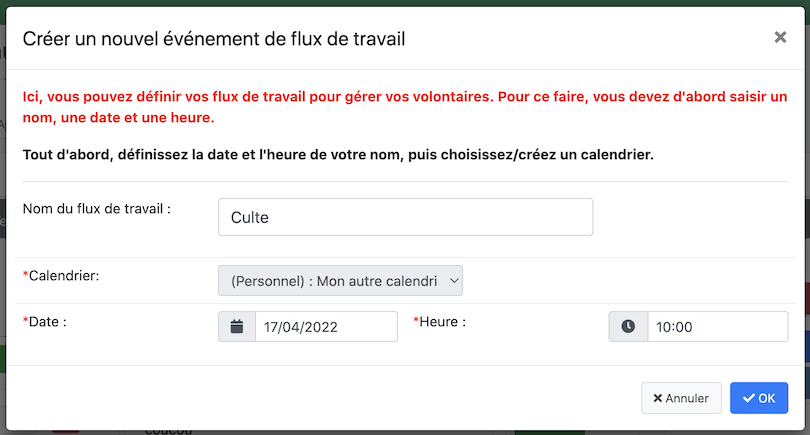 Créer un nouvel événement de flux de travail
Ici, vous pouvez définir vos flux de travail pour gérer vos volontaires. Pour ce faire, vous devez d'abord saisir un
nom, une date et une heure.
Tout d'abord, définissez la date et l'heure de votre nom, puis choisissez/créez un calendrier.
Nom du flux de travail :
Culte
*Calendrier:
(Personnel) : Mon autre calendri
*Date :
17/04/2022
*Heure :
10:00
Annuler
OK